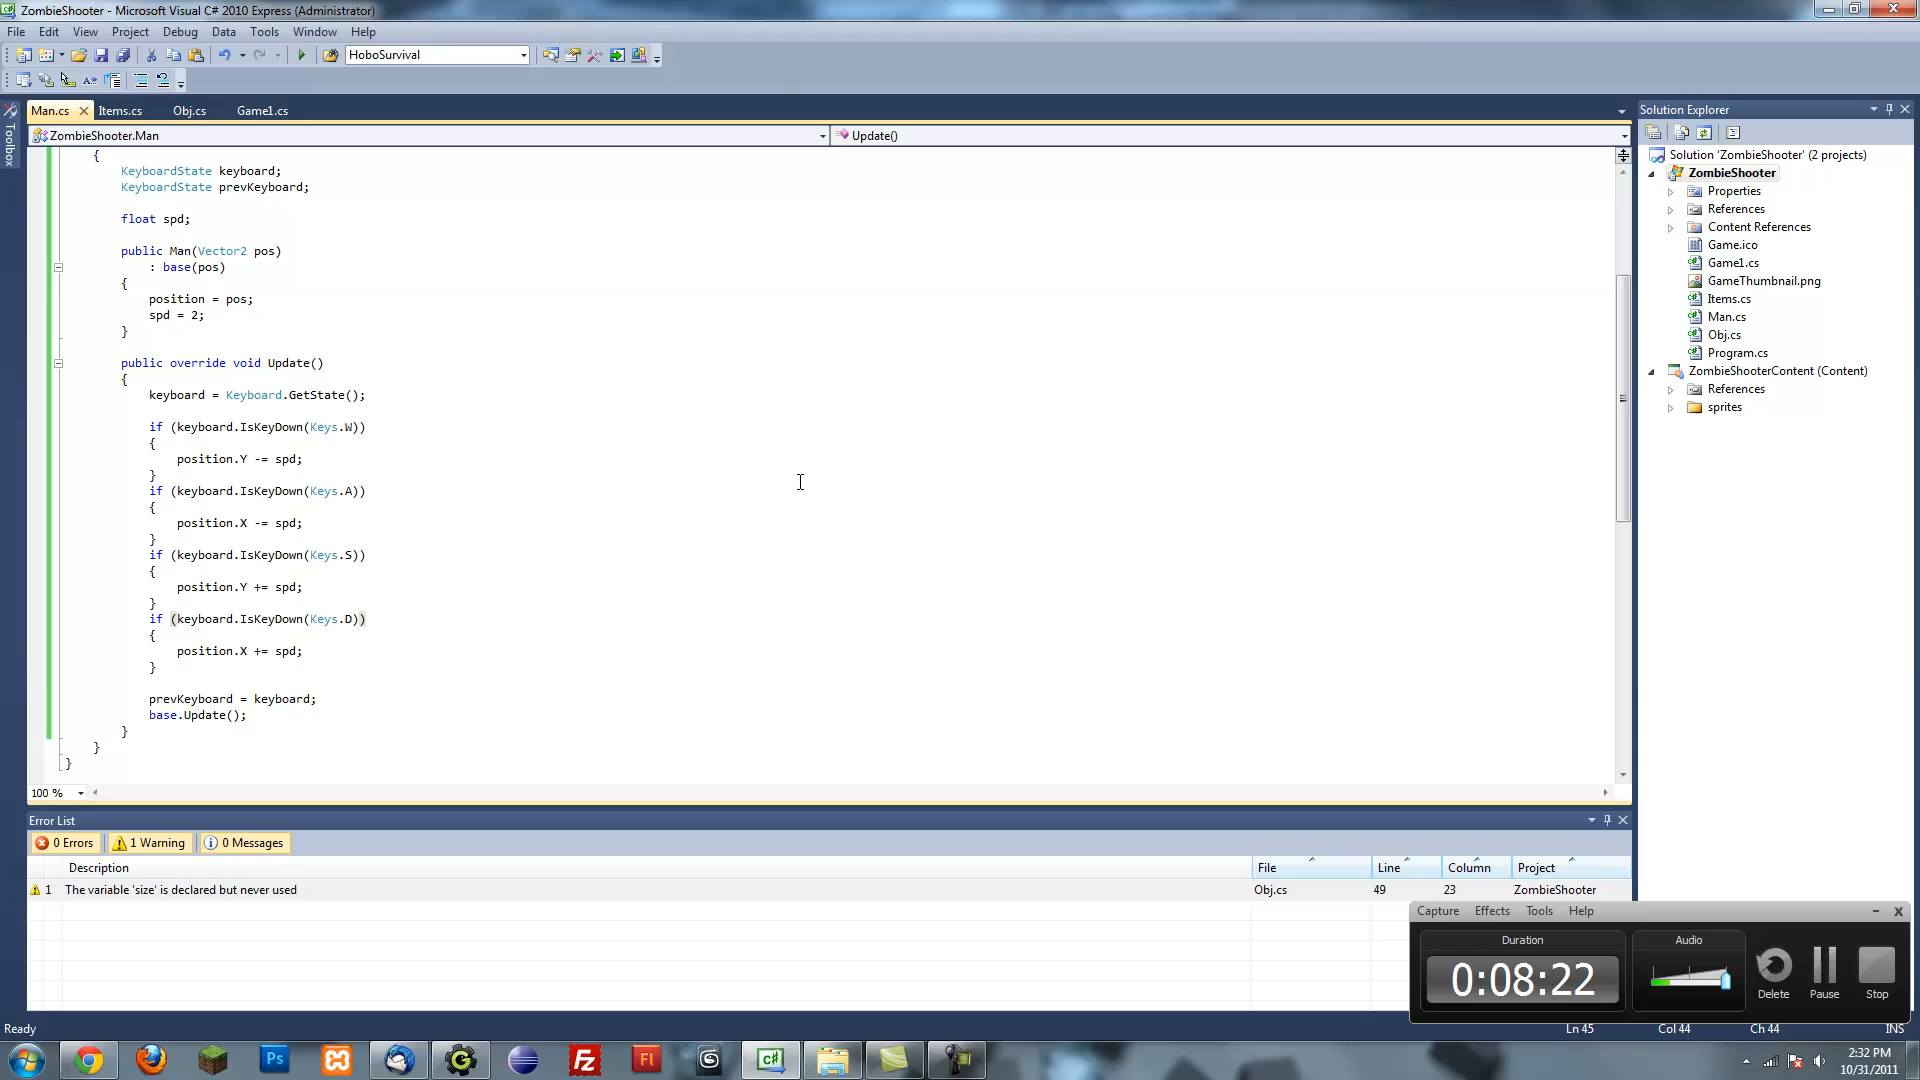 ZombieShooter - Microsoft Visual C# 2010 Express (Administrator)
File Edit View Project Debug Data Tools Window Help
HoboSurvival
Toolbox
Man.cs Items.cs Obj.cs Game1.cs
ZombieShooter.Man Update()
{
KeyboardState keyboard;
KeyboardState prevKeyboard;
float spd;
public Man(Vector2 pos)
: base(pos)
{
position = pos;
spd = 2;
}
public override void Update()
{
keyboard = Keyboard.GetState();
if (keyboard.IsKeyDown(Keys.W))
{
position.Y -= spd;
}
if (keyboard.IsKeyDown(Keys.A))
{
position.X -= spd;
}
if (keyboard.IsKeyDown(Keys.S))
{
position.Y += spd;
}
if (keyboard.IsKeyDown(Keys.D))
{
position.X += spd;
}
prevKeyboard = keyboard;
base.Update();
}
}
}
100 %
Solution Explorer
Solution 'ZombieShooter' (2 projects)
ZombieShooter
Properties
References
Content References
Game.ico
Game1.cs
GameThumbnail.png
Items.cs
Man.cs
Obj.cs
Program.cs
ZombieShooterContent (Content)
References
sprites
Error List
0 Errors 1 Warning 0 Messages
Description File Line Column Project
1 The variable 'size' is declared but never used Obj.cs 49 23 ZombieShooter
Capture Effects Tools Help
Duration Audio
0:08:22
Delete Pause Stop
Ready Ln 45 Col 44 Ch 44 INS
Ps Fl C#
2:32 PM
10/31/2011